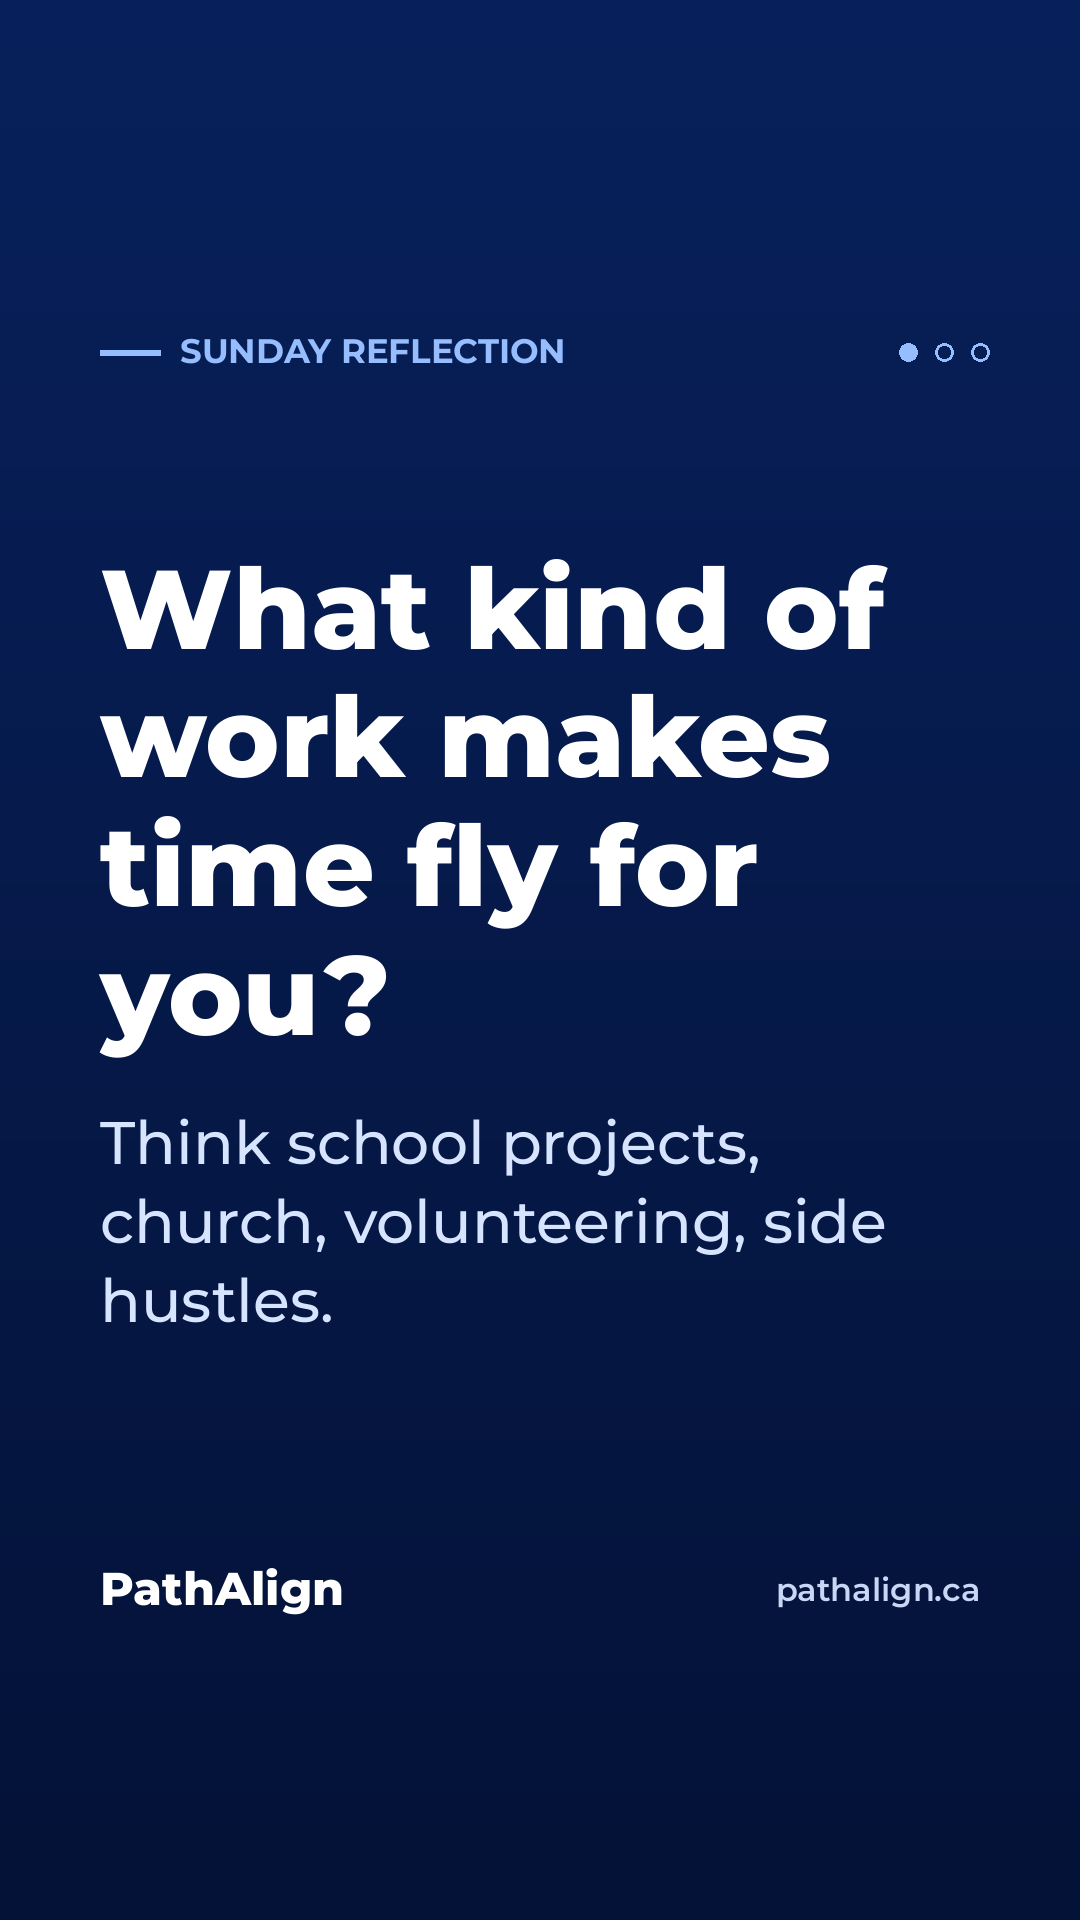 SUNDAY REFLECTION
What kind of
work makes
time fly for
you?
Think school projects,
church, volunteering, side
hustles.
PathAlign
pathalign.ca